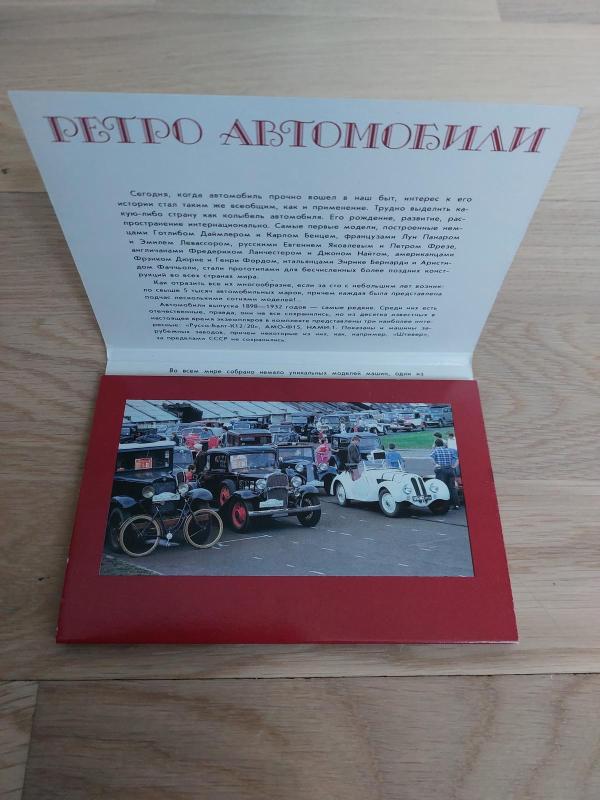 РЕТРО АВТОМОБИЛИ
Сегодня, когда автомобиль прочно вошел в наш быт, интерес к его
истории стал таким же всеобщим, как и применение. Трудно выделить ка-
кую-либо страну как колыбель автомобиля. Его рождение, развитие, рас-
пространение интернационально. Самые первые модели, построенные нем-
цами Готлибом Даймлером и Карлом Бенцем, французами Луи Панаром
и Эмилем Левассором, русскими Евгением Яковлевым и Петром Фрезе,
англичанами Фредериком Ланчестером и Джоном Найтом, американцами
Фрэнком Дюрие и Генри Фордом, итальянцами Энрике Бернарди и Аристи-
дом Фаччьоли, стали прототипами для бесчисленных более поздних конст-
рукций во всех странах мира.
Как отразить все их многообразие, если за сто с небольшим лет возник-
ло свыше 5 тысяч автомобильных марок, причем каждая была представлена
подчас несколькими сотнями моделей!..
Автомобили выпуска 1898—1932 годов — самые редкие. Среди них есть
отечественные, правда, они не все сохранились, но из десятка известных в
настоящее время экземпляров в комплекте представлены три наиболее инте-
ресные: «Руссо-Балт-К12/20», АМО-Ф15, НАМИ-1. Показаны и машины за-
рубежных заводов, причем некоторые из них, как, например, «Штевер»,
за пределами СССР не сохранились.
Во всем мире собрано немало уникальных моделей машин, один из